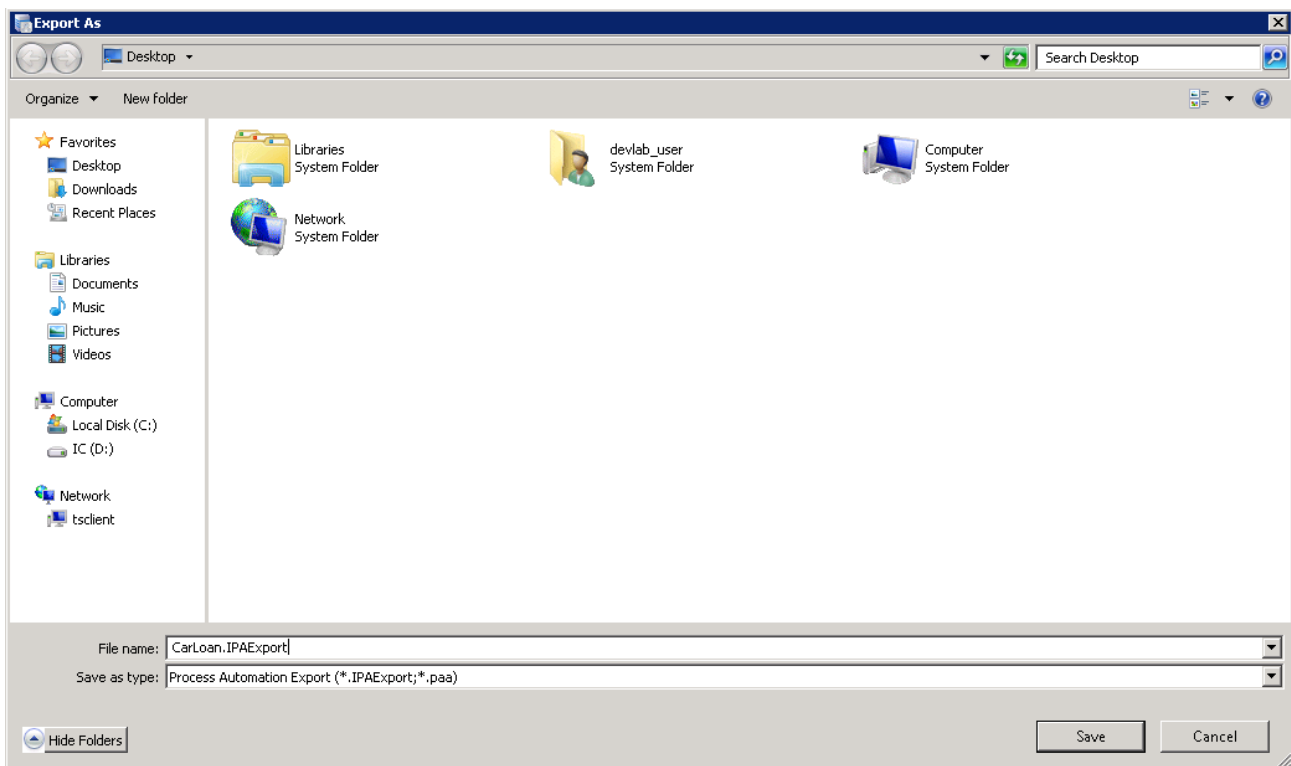 Export As
Desktop
Search Desktop
Organize
New folder
Favorites
Desktop
Downloads
Recent Places
Libraries
Documents
Music
Pictures
Videos
Computer
Local Disk (C:)
IC (D:)
Network
tsclient
Libraries
System Folder
devlab_user
System Folder
Computer
System Folder
Network
System Folder
File name: CarLoan.IPAExport
Save as type: Process Automation Export (*.IPAExport;*.paa)
Hide Folders
Save
Cancel